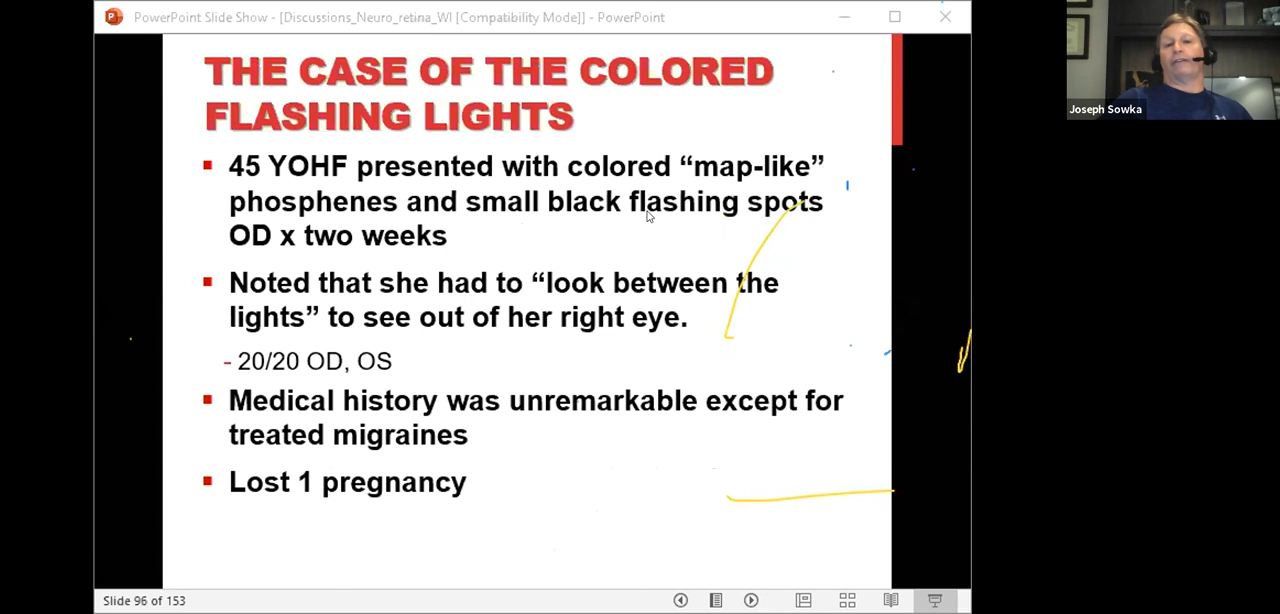 PowerPoint Slide Show - [Discussions_Neuro_retina_WI [Compatibility Mode]] - PowerPoint
Joseph Sowka
THE CASE OF THE COLORED
FLASHING LIGHTS
▪ 45 YOHF presented with colored “map-like”
phosphenes and small black flashing spots
OD x two weeks
▪ Noted that she had to “look between the
lights” to see out of her right eye.
- 20/20 OD, OS
▪ Medical history was unremarkable except for
treated migraines
▪ Lost 1 pregnancy
Slide 96 of 153